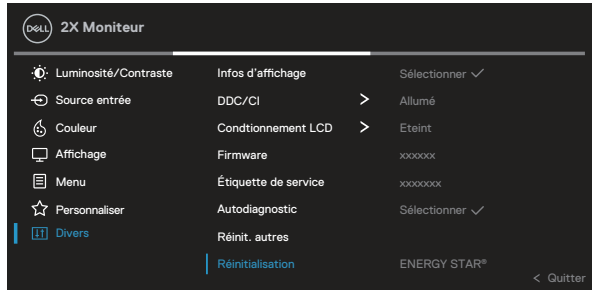 DELL 2X Moniteur
Luminosité/Contraste Infos d'affichage Sélectionner ✓
Source entrée DDC/CI > Allumé
Couleur Condtionnement LCD > Eteint
Affichage Firmware xxxxxx
Menu Étiquette de service xxxxxxx
Personnaliser Autodiagnostic Sélectionner ✓
Divers Réinit. autres
Réinitialisation ENERGY STAR®
< Quitter